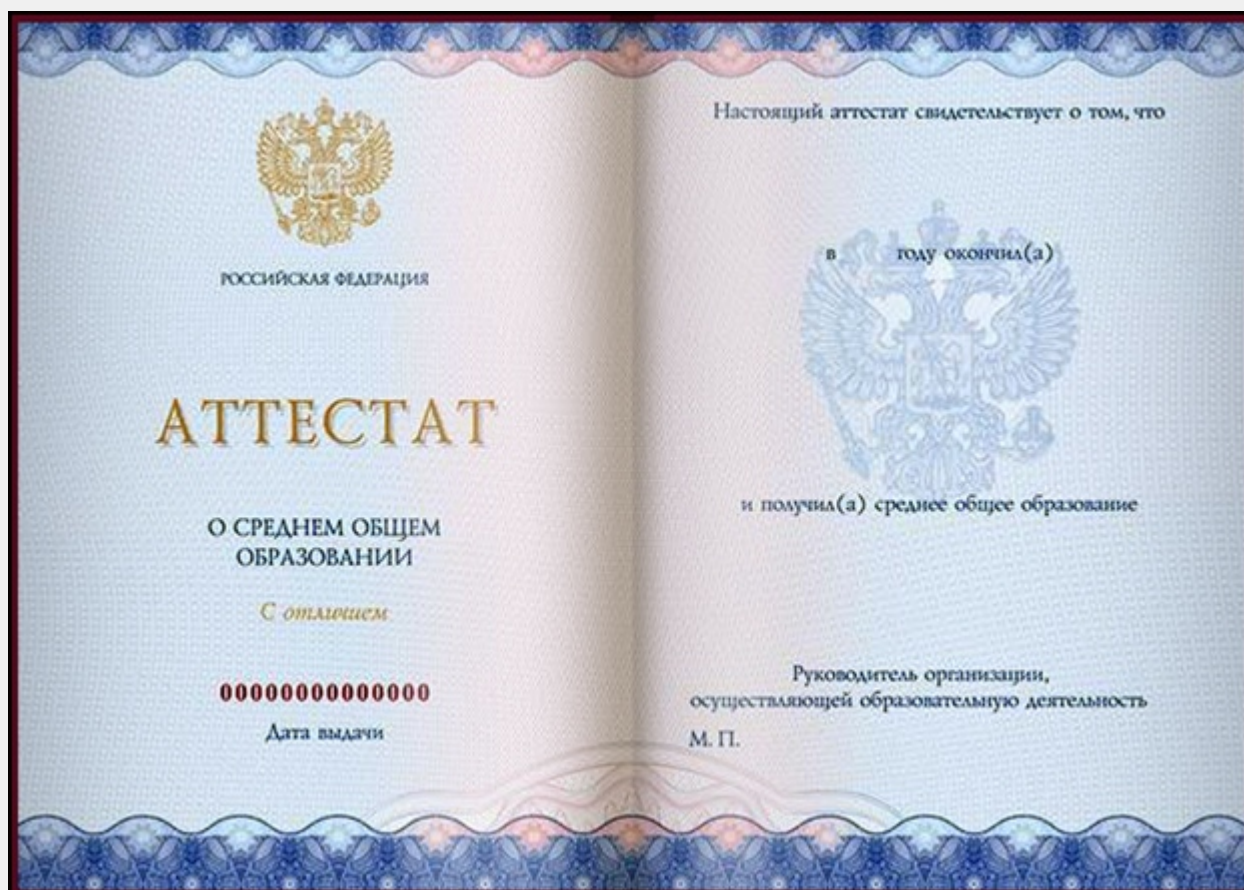 РОССИЙСКАЯ ФЕДЕРАЦИЯ
АТТЕСТАТ
О СРЕДНЕМ ОБЩЕМ
ОБРАЗОВАНИИ
С отличием
00000000000000
Дата выдачи
Настоящий аттестат свидетельствует о том, что
в году окончил(а)
и получил(а) среднее общее образование
Руководитель организации,
осуществляющей образовательную деятельность
М. П.